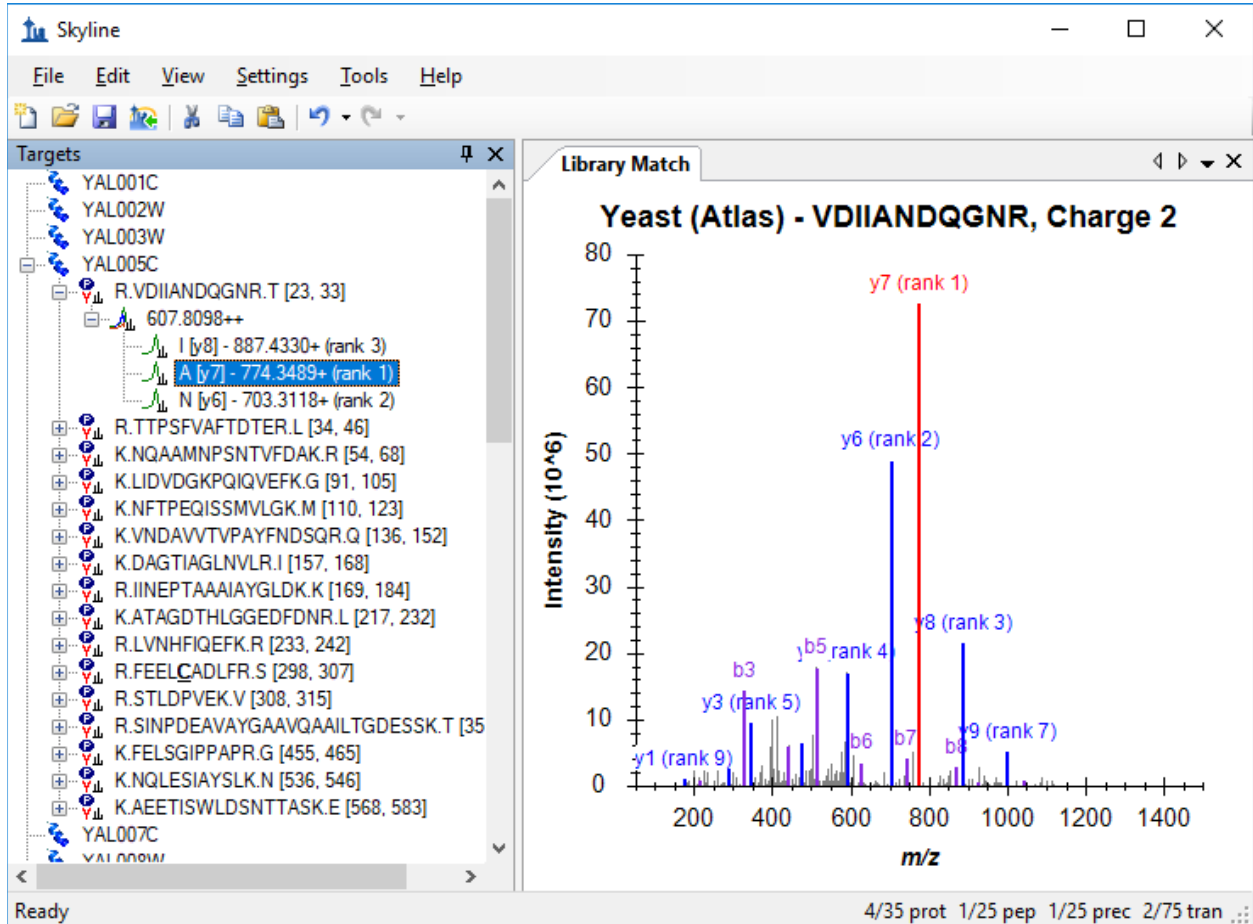 Skyline
File Edit View Settings Tools Help
Targets
YAL001C
YAL002W
YAL003W
YAL005C
R.VDIIANDQGNR.T [23, 33]
607.8098++
I [y8] - 887.4330+ (rank 3)
A [y7] - 774.3489+ (rank 1)
N [y6] - 703.3118+ (rank 2)
R.TTPSFVAFTDTER.L [34, 46]
K.NQAAMNPSNTVFDAK.R [54, 68]
K.LIDVDGKPQIQVEFK.G [91, 105]
K.NFTPEQISSMVLGK.M [110, 123]
K.VNDAVVTVPAYFNDSQR.Q [136, 152]
K.DAGTIAGLNVLR.I [157, 168]
R.IINEPTAAAIAYGLDK.K [169, 184]
K.ATAGDTHLGGEDFDNR.L [217, 232]
R.LVNHFIQEFK.R [233, 242]
R.FEELCADLFR.S [298, 307]
R.STLDPVEK.V [308, 315]
R.SINPDEAVAYGAAVQAAILTGDESSK.T [35
K.FELSGIPPAPR.G [455, 465]
K.NQLESIAYSLK.N [536, 546]
K.AEETISWLDSNTTASK.E [568, 583]
YAL007C
YAL008W
Library Match
Yeast (Atlas) - VDIIANDQGNR, Charge 2
Intensity (10^6)
80
70
60
50
40
30
20
10
0
y7 (rank 1)
y6 (rank 2)
y8 (rank 3)
b5
rank 4)
b3
y3 (rank 5)
b6
b7
b8
y9 (rank 7)
y1 (rank 9)
200 400 600 800 1000 1200 1400
m/z
Ready
4/35 prot 1/25 pep 1/25 prec 2/75 tran